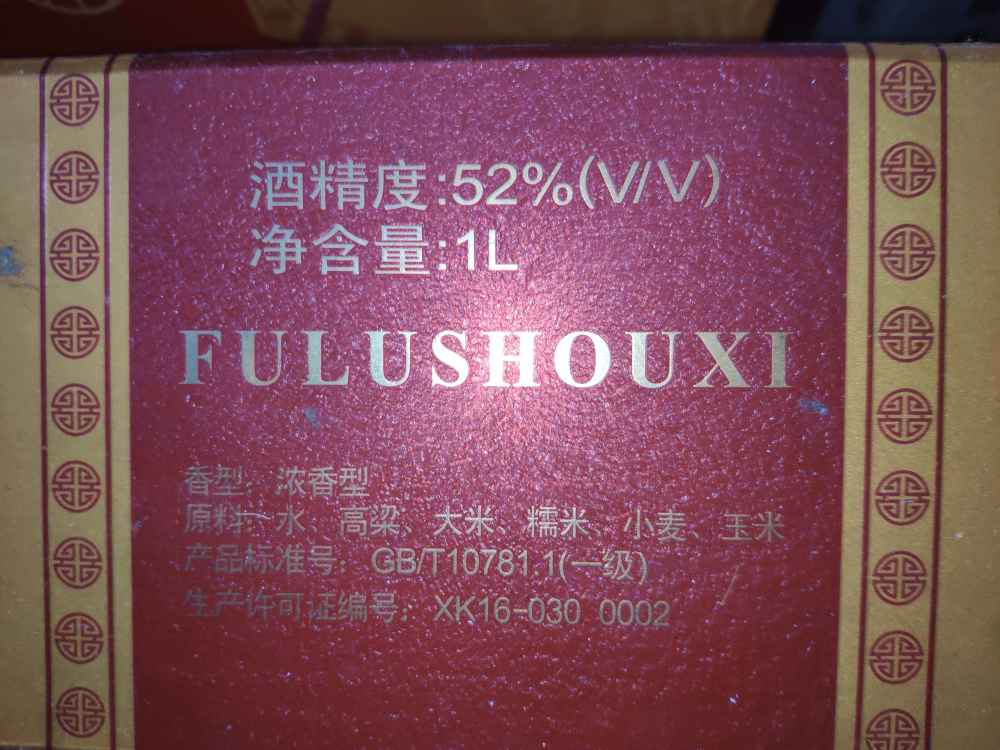 酒精度:52%(V/V)
净含量:1L
FULUSHOUXI
香型: 浓香型
原料: 水、高梁、大米、糯米、小麦、玉米
产品标准号: GB/T10781.1(一级)
生产许可证编号: XK16-030 0002